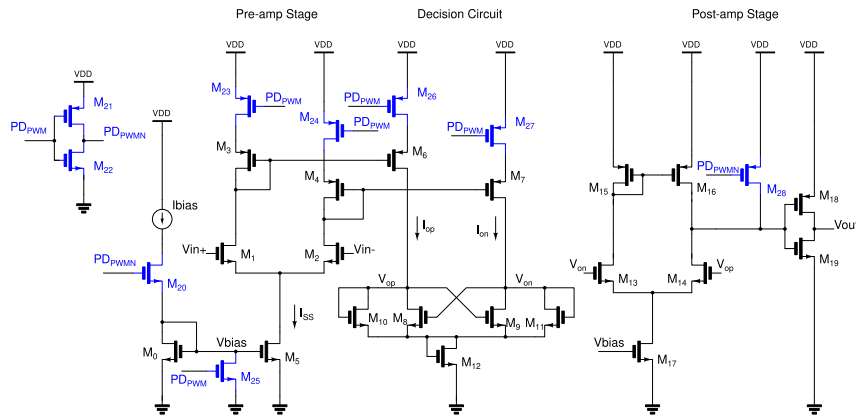 Pre-amp Stage
Decision Circuit
Post-amp Stage
VDD
VDD
VDD
VDD
VDD
VDD
VDD
VDD
VDD
VDD
M21
PDPWM
PDPWMN
M22
M23
PDPWM
M24
PDPWM
PDPWM
M26
PDPWM
M27
M3
M4
M6
M7
M15
M16
PDPWMN
M28
M18
Vout
M19
Ibias
Iop
Ion
Vin+
M1
M2
Vin-
PDPWMN
M20
Von
M13
M14
Vop
Vop
Von
M10
M8
M9
M11
ISS
M0
Vbias
M5
PDPWM
M25
M12
Vbias
M17